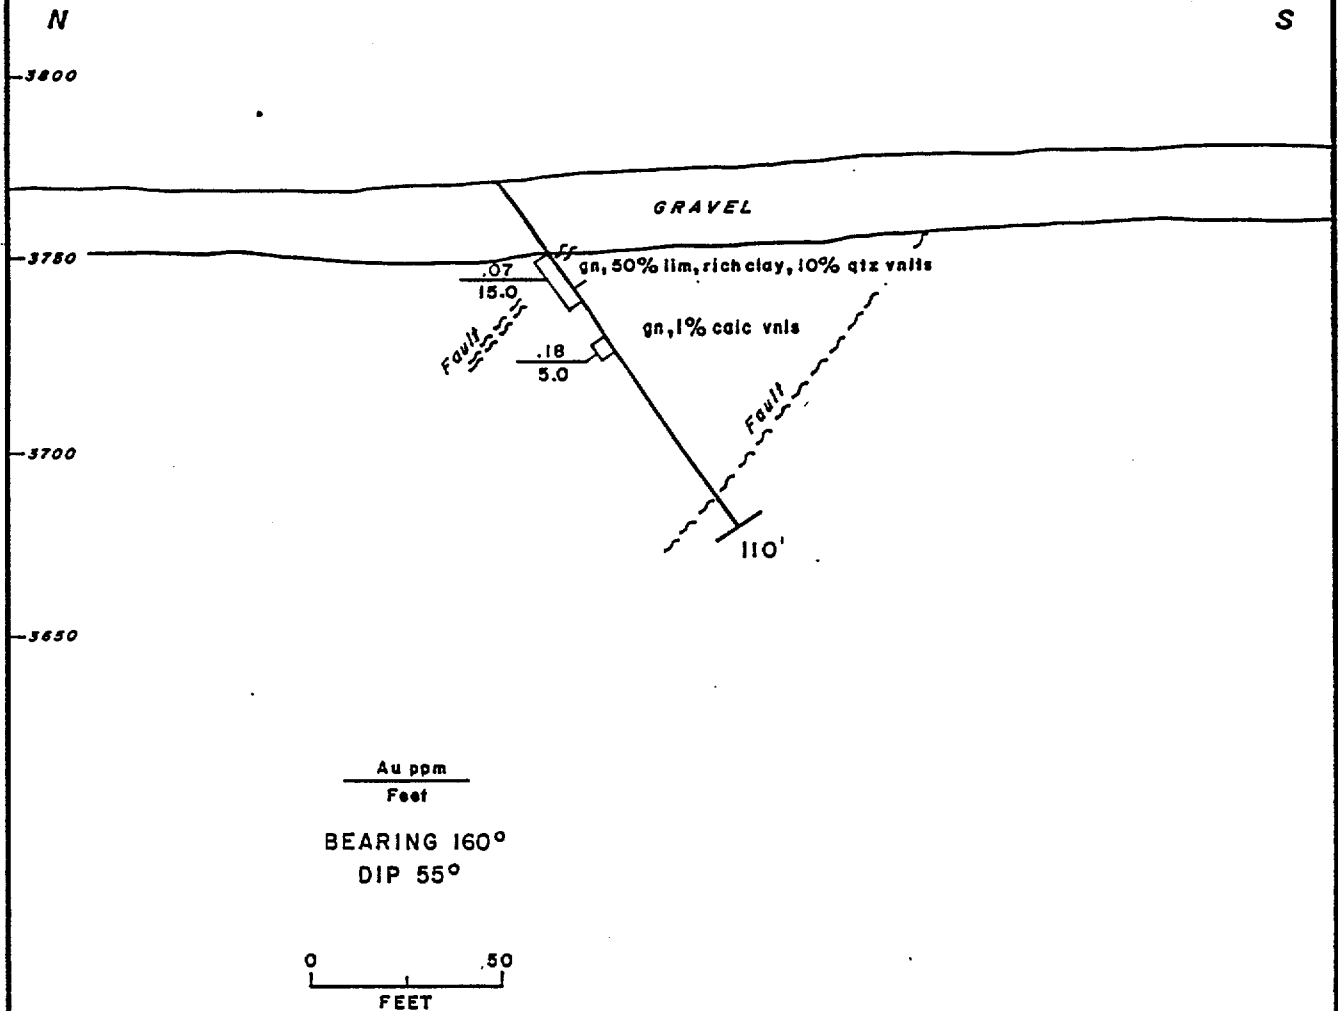 N
S
3800
GRAVEL
3750
gn, 50% lim, rich clay, 10% qtz vnlts
.07
15.0
gn, 1% calc vnls
Fault
.18
5.0
Fault
3700
110'
3650
Au ppm
Feet
BEARING 160°
DIP 55°
0 50
FEET